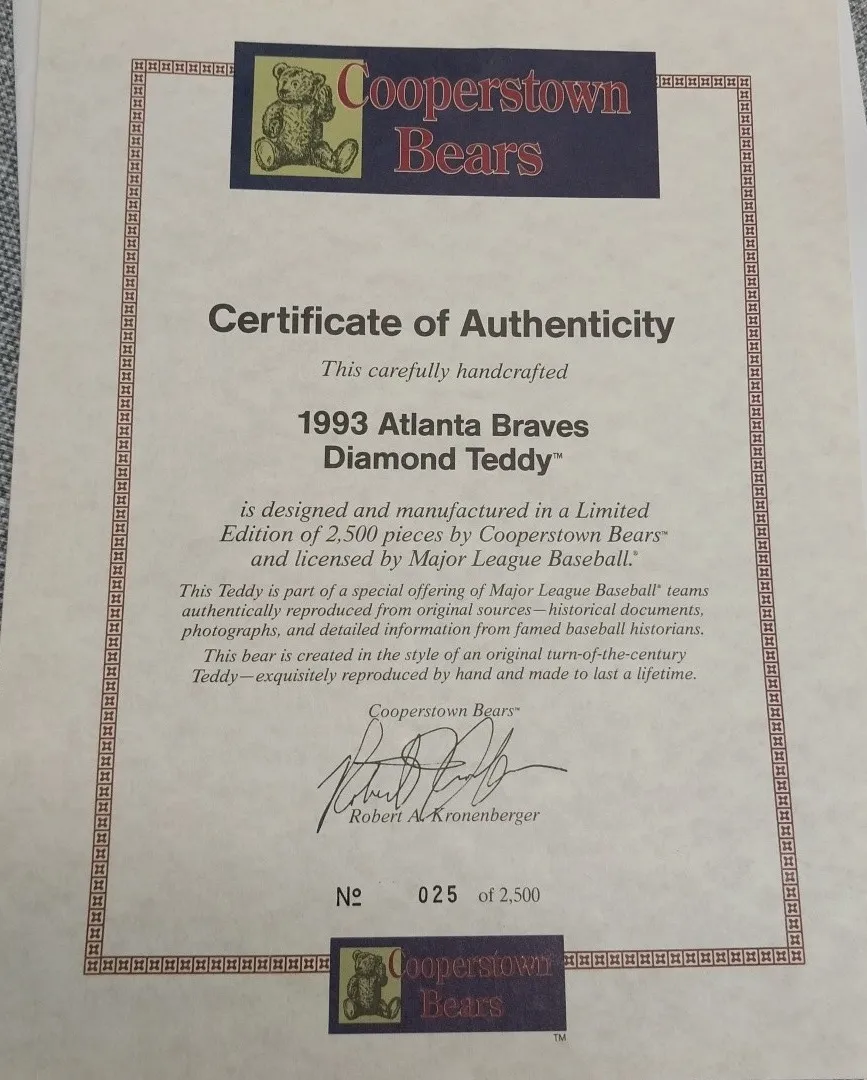 Cooperstown
Bears
Certificate of Authenticity
This carefully handcrafted
1993 Atlanta Braves
Diamond Teddy™
is designed and manufactured in a Limited
Edition of 2,500 pieces by Cooperstown Bears™
and licensed by Major League Baseball.®
This Teddy is part of a special offering of Major League Baseball® teams
authentically reproduced from original sources—historical documents,
photographs, and detailed information from famed baseball historians.
This bear is created in the style of an original turn-of-the-century
Teddy—exquisitely reproduced by hand and made to last a lifetime.
Cooperstown Bears™
Robert A. Kronenberger
Nº 025 of 2,500
Cooperstown
Bears
TM